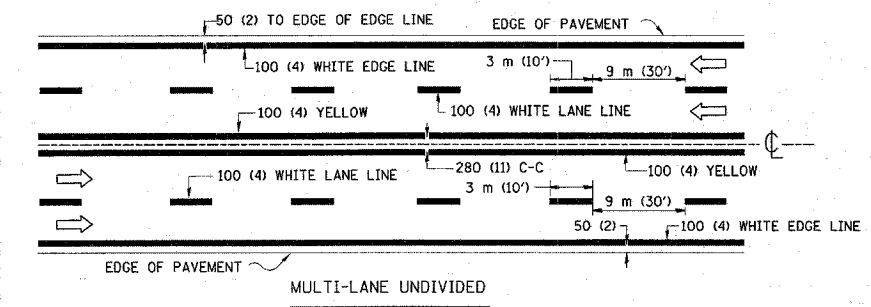 50 (2) TO EDGE OF EDGE LINE
EDGE OF PAVEMENT
100 (4) WHITE EDGE LINE
3 m (10')
9 m (30')
100 (4) YELLOW
100 (4) WHITE LANE LINE
℄
280 (11) C-C
100 (4) YELLOW
100 (4) WHITE LANE LINE
3 m (10')
9 m (30')
50 (2)
100 (4) WHITE EDGE LINE
EDGE OF PAVEMENT
MULTI-LANE UNDIVIDED